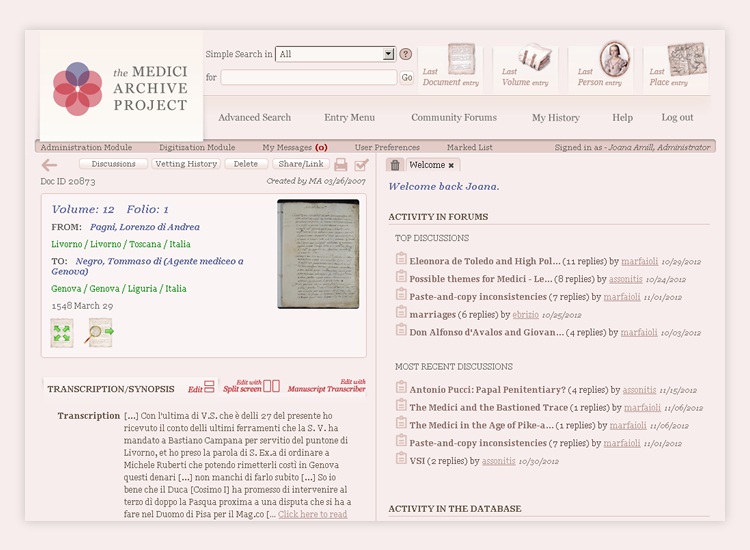 the MEDICI
ARCHIVE
PROJECT
Simple Search in All ?
for Go
Last
Document entry
Last
Volume entry
Last
Person entry
Last
Place entry
Advanced Search Entry Menu Community Forums My History Help Log out
Administration Module Digitization Module My Messages (0) User Preferences Marked List Signed in as - Joana Amill, Administrator
Discussions Vetting History Delete Share/Link
Doc ID 20873 Created by MA 03/26/2007
Volume: 12 Folio: 1
FROM: Pagni, Lorenzo di Andrea
Livorno / Livorno / Toscana / Italia
TO: Negro, Tommaso di (Agente mediceo a
Genova)
Genova / Genova / Liguria / Italia
1548 March 29
TRANSCRIPTION/SYNOPSIS Edit
Edit with
Split screen
Edit with
Manuscript Transcriber
Transcription [...] Con l'ultima di V.S. che è delli 27 del presente ho
ricevuto il conto delli ultimi ferramenti che la S. V. ha
mandato a Bastiano Campana per servitio del puntone di
Livorno, et ho preso la parola di S. Ex.a di ordinare a
Michele Ruberti che potendo rimetterli costi in Genova
questi denari [...] non manchi di farlo subito [...] So io
bene che il Duca [Cosimo I] ha promesso di intervenire al
terzo di doppo la Pasqua proxima a una disputa che si ha a
fare nel Duomo di Pisa per il Mag.co [... Click here to read
Welcome ✖
Welcome back Joana.
ACTIVITY IN FORUMS
TOP DISCUSSIONS
Eleonora de Toledo and High Pol... (11 replies) by marfaioli 10/29/2012
Possible themes for Medici - Le... (8 replies) by assonitis 10/24/2012
Paste-and-copy inconsistencies (7 replies) by marfaioli 11/01/2012
marriages (6 replies) by ebrizio 10/25/2012
Don Alfonso d'Avalos and Giovan... (4 replies) by marfaioli 10/03/2012
MOST RECENT DISCUSSIONS
Antonio Pucci: Papal Penitentiary? (4 replies) by assonitis 11/15/2012
The Medici and the Bastioned Trace (1 replies) by marfaioli 11/06/2012
The Medici in the Age of Pike-a... (1 replies) by marfaioli 11/06/2012
Paste-and-copy inconsistencies (7 replies) by marfaioli 11/01/2012
VSI (2 replies) by assonitis 10/30/2012
ACTIVITY IN THE DATABASE